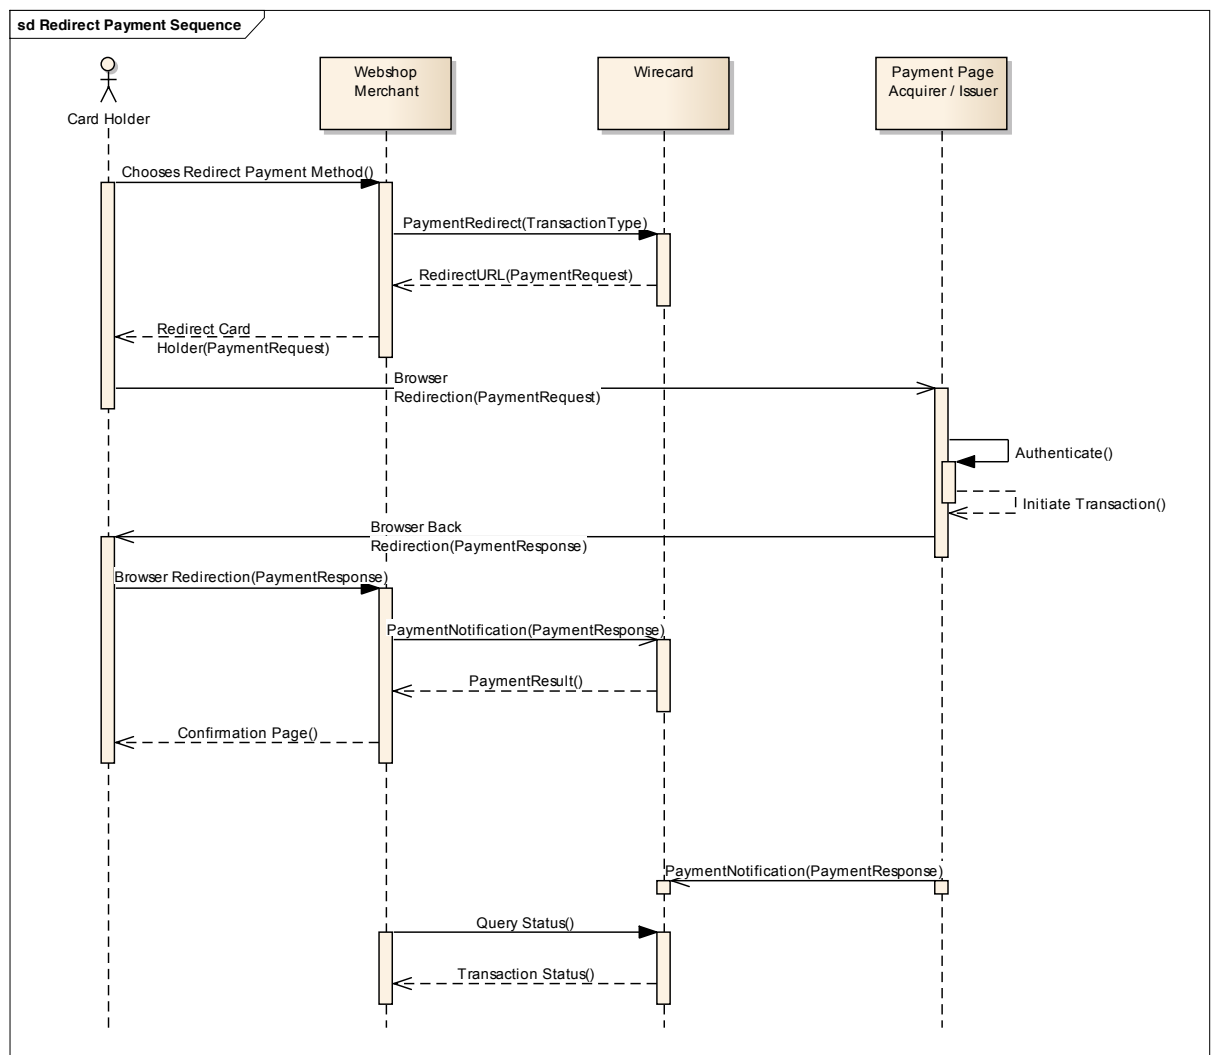 sd Redirect Payment Sequence
Card Holder
Webshop
Merchant
Wirecard
Payment Page
Acquirer / Issuer
Chooses Redirect Payment Method()
PaymentRedirect(TransactionType)
RedirectURL(PaymentRequest)
Redirect Card
Holder(PaymentRequest)
Browser
Redirection(PaymentRequest)
Authenticate()
Initiate Transaction()
Browser Back
Redirection(PaymentResponse)
Browser Redirection(PaymentResponse)
PaymentNotification(PaymentResponse)
PaymentResult()
Confirmation Page()
PaymentNotification(PaymentResponse)
Query Status()
Transaction Status()